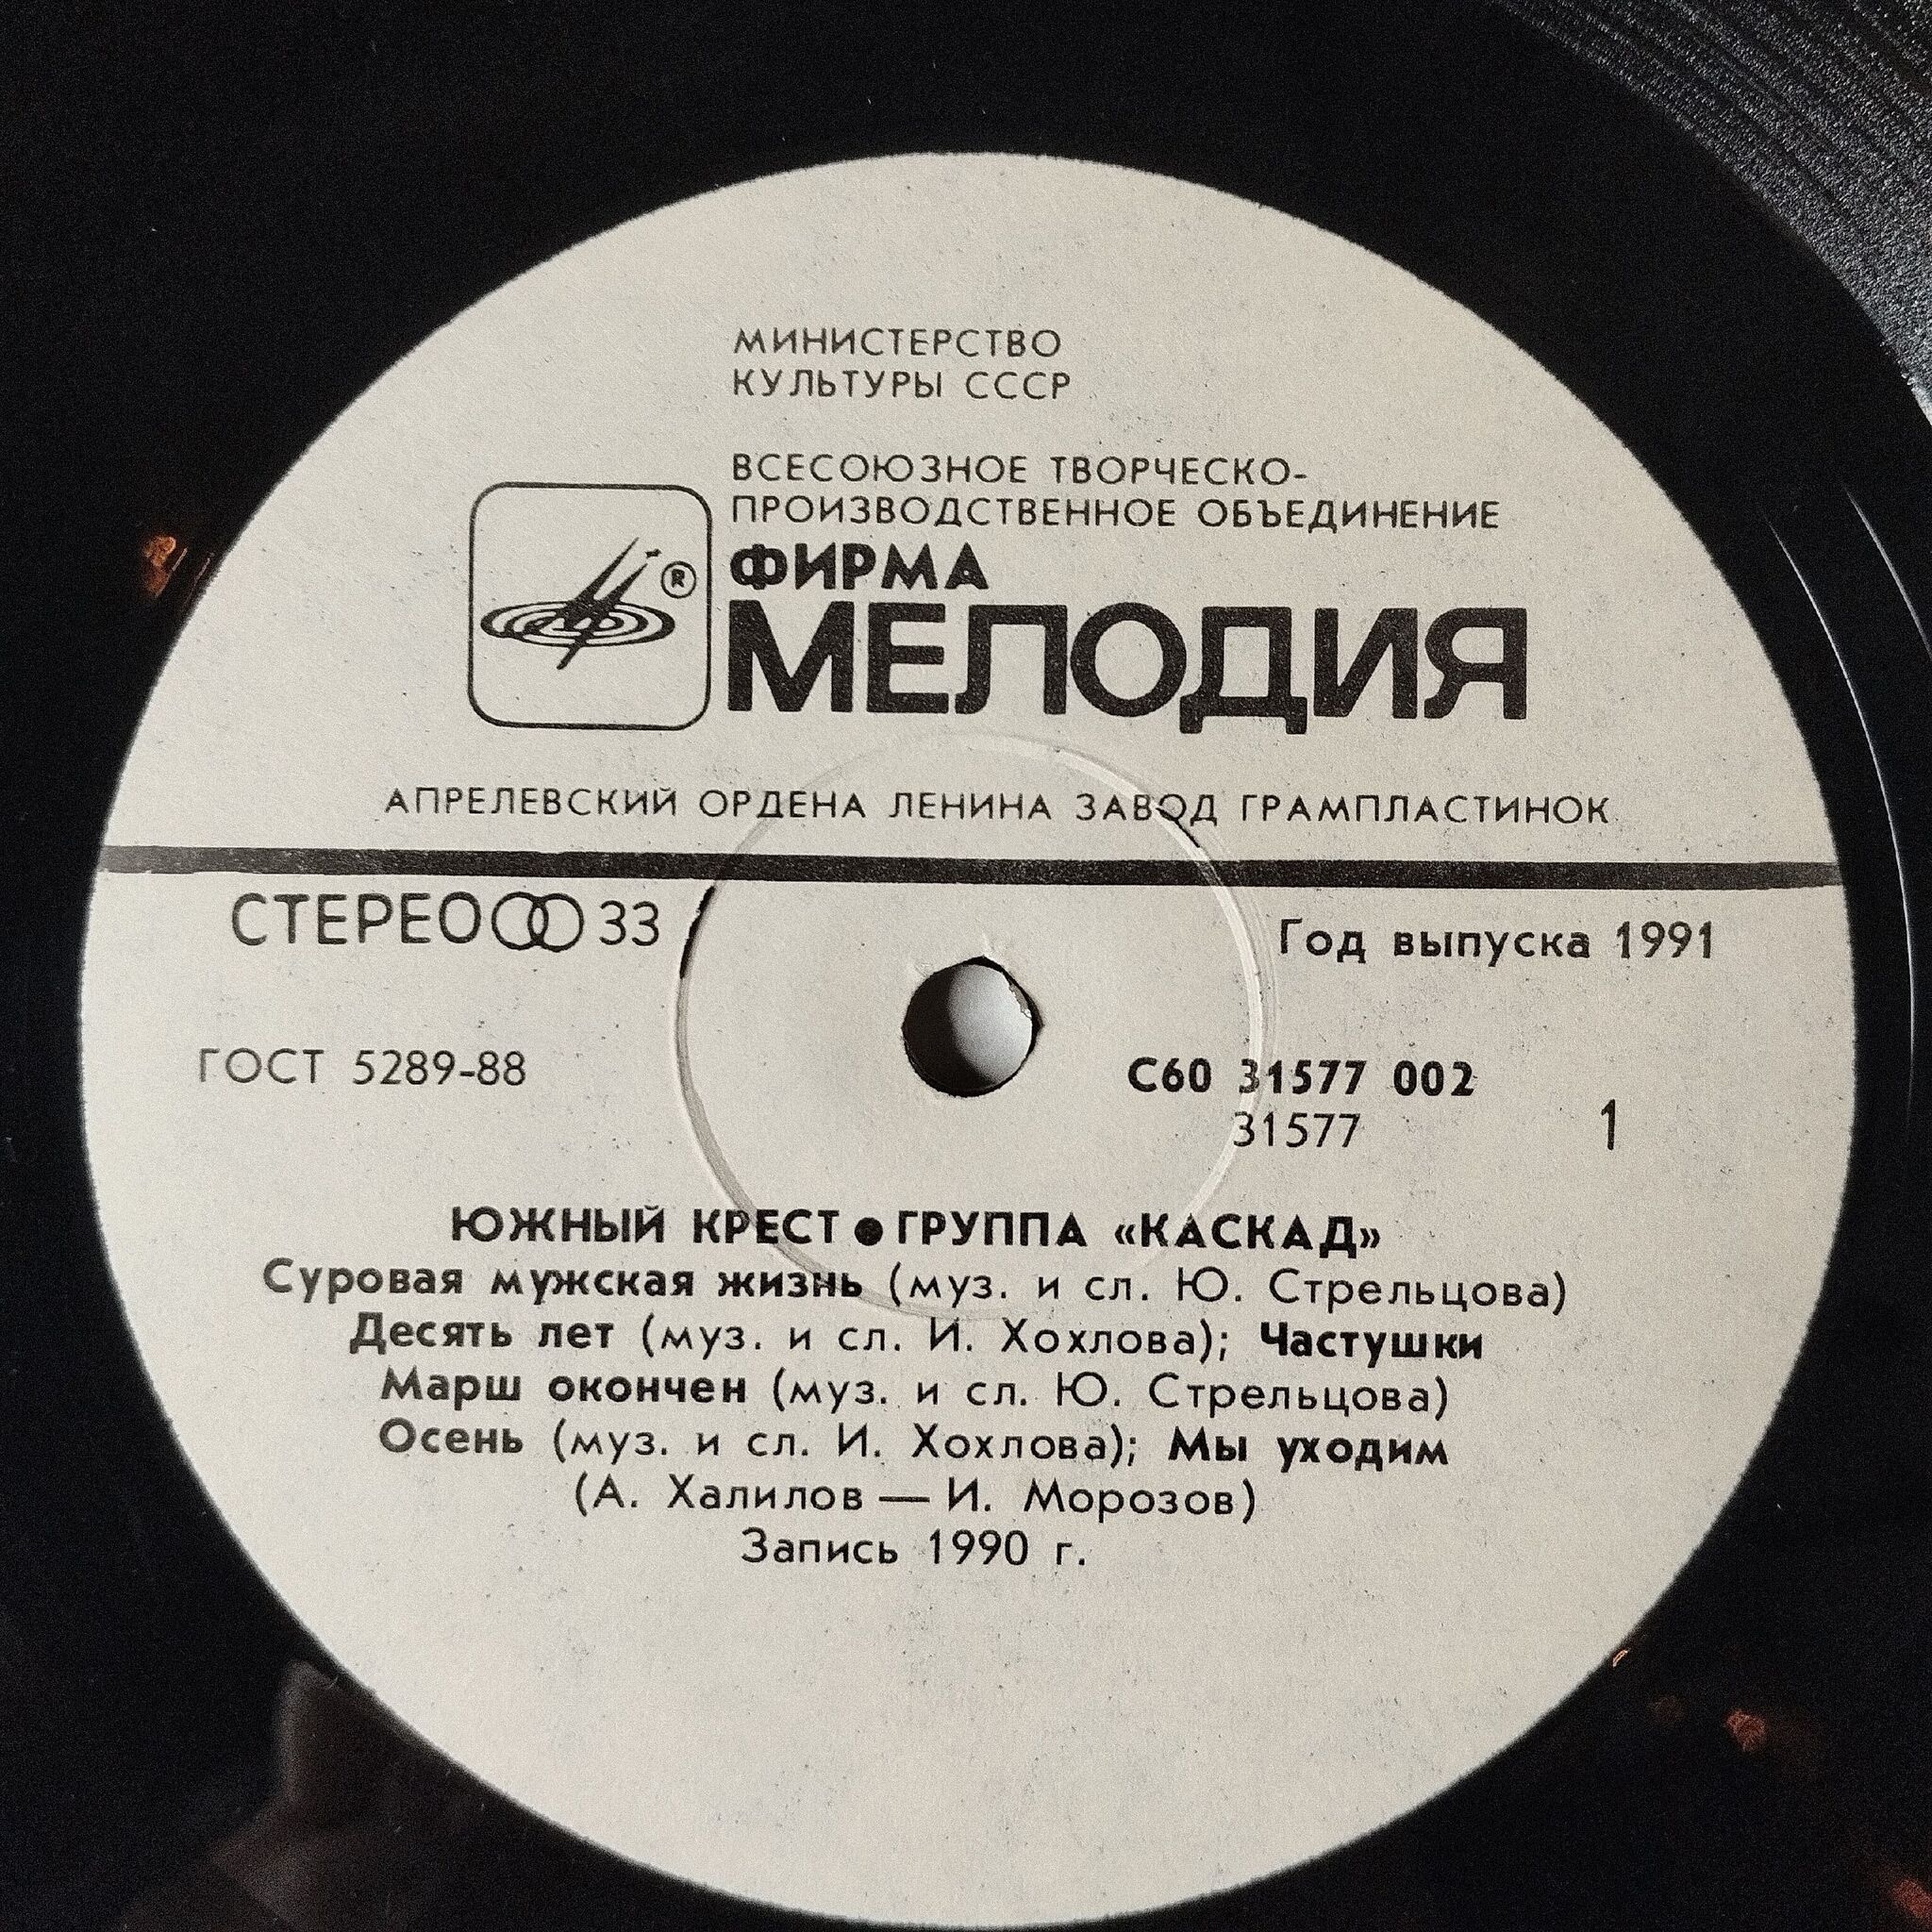 МИНИСТЕРСТВО
КУЛЬТУРЫ СССР
ВСЕСОЮЗНОЕ ТВОРЧЕСКО-
ПРОИЗВОДСТВЕННОЕ ОБЪЕДИНЕНИЕ
ФИРМА
®
МЕЛОДИЯ
АПРЕЛЕВСКИЙ ОРДЕНА ЛЕНИНА ЗАВОД ГРАМПЛАСТИНОК
СТЕРЕО 33
Год выпуска 1991
ГОСТ 5289-88
С60 31577 002
31577
1
ЮЖНЫЙ КРЕСТ ● ГРУППА «КАСКАД»
Суровая мужская жизнь (муз. и сл. Ю. Стрельцова)
Десять лет (муз. и сл. И. Хохлова); Частушки
Марш окончен (муз. и сл. Ю. Стрельцова)
Осень (муз. и сл. И. Хохлова); Мы уходим
(А. Халилов — И. Морозов)
Запись 1990 г.